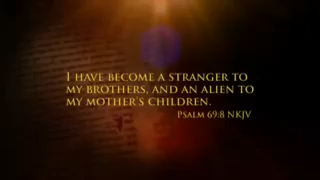 I have become a stranger to
my brothers, and an alien to
my mother's children.
Psalm 69:8 NKJV